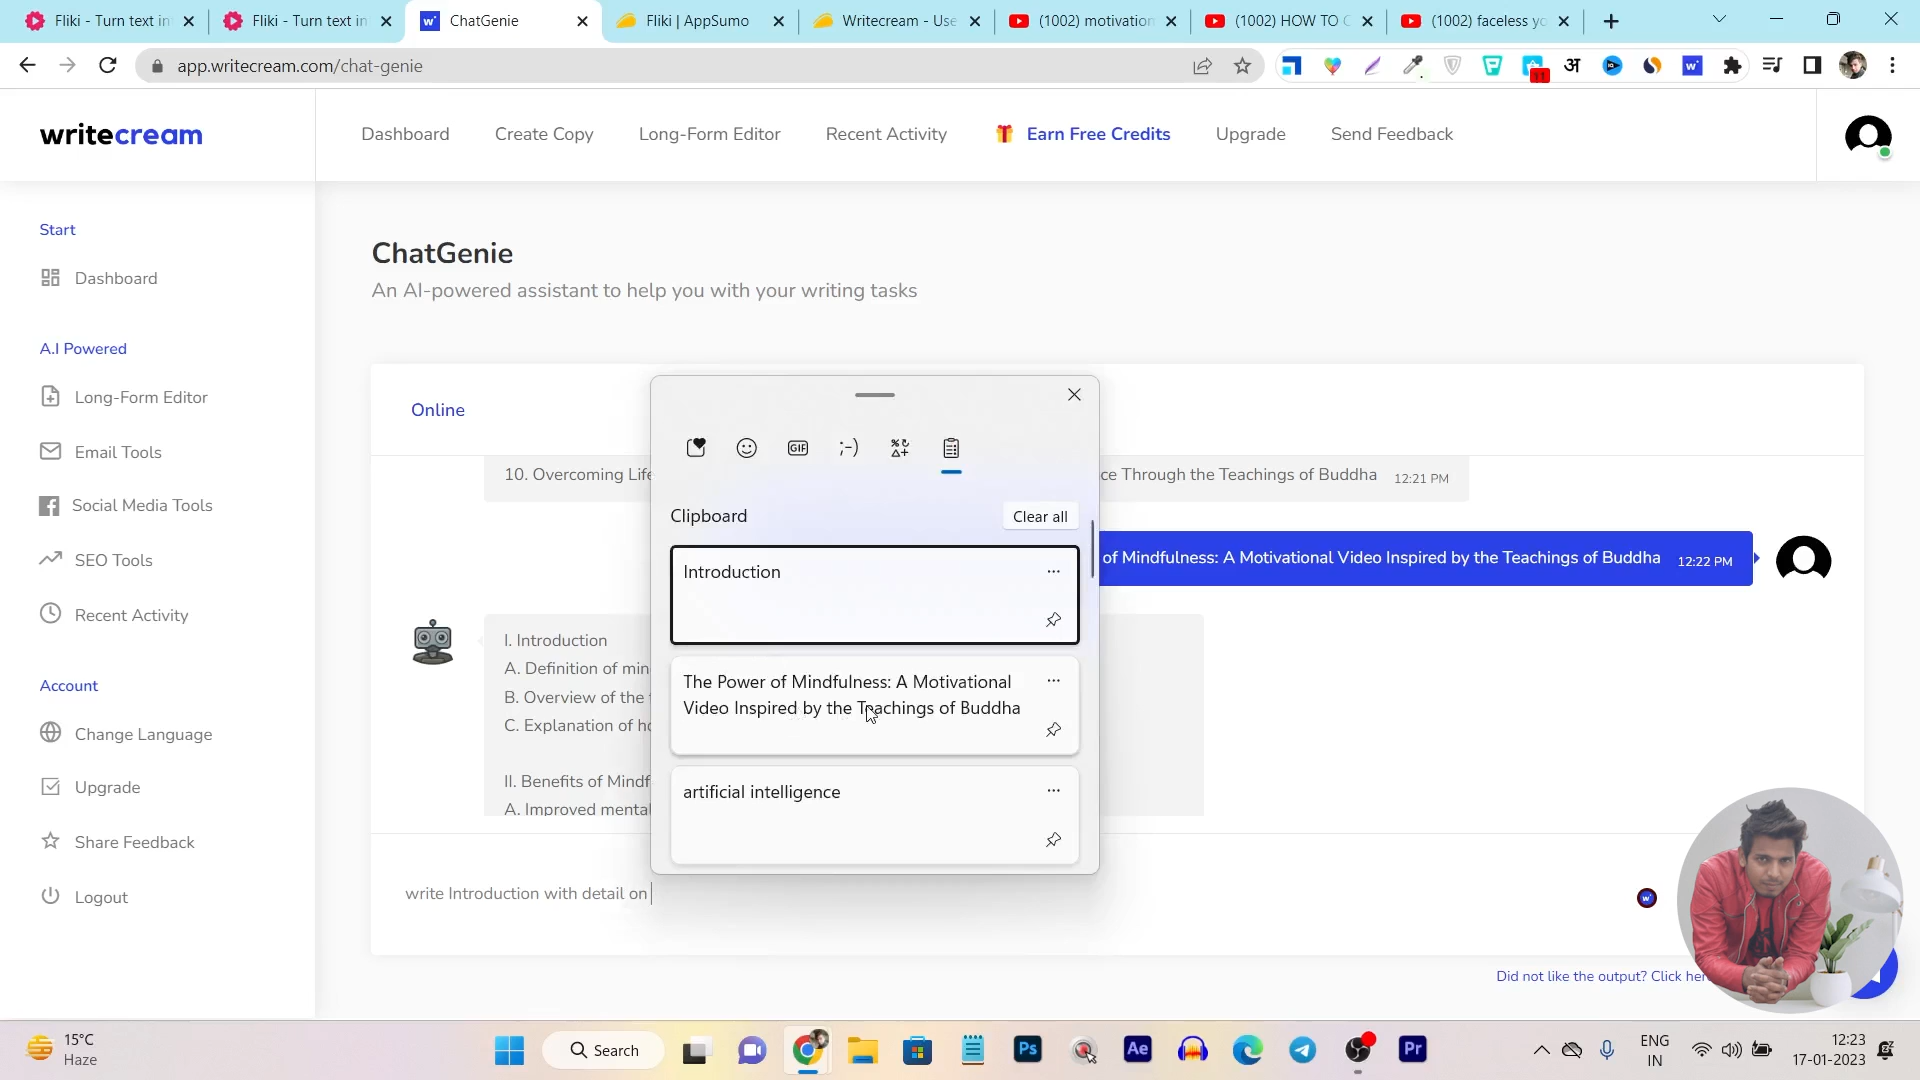 Fliki - Turn text in
Fliki - Turn text in
ChatGenie
Fliki | AppSumo
Writecream - Use
(1002) motivation
(1002) HOW TO C
(1002) faceless yo
app.writecream.com/chat-genie
11
अ
writecream
Dashboard
Create Copy
Long-Form Editor
Recent Activity
Earn Free Credits
Upgrade
Send Feedback
Start
Dashboard
A.I Powered
Long-Form Editor
Email Tools
Social Media Tools
SEO Tools
Recent Activity
Account
Change Language
Upgrade
Share Feedback
Logout
ChatGenie
An AI-powered assistant to help you with your writing tasks
Online
10. Overcoming Life
ce Through the Teachings of Buddha 12:21 PM
of Mindfulness: A Motivational Video Inspired by the Teachings of Buddha 12:22 PM
I. Introduction
A. Definition of min
B. Overview of the
C. Explanation of ho
II. Benefits of Mindf
A. Improved mental
GIF
;-)
Clipboard
Clear all
Introduction
The Power of Mindfulness: A Motivational
Video Inspired by the Teachings of Buddha
artificial intelligence
write Introduction with detail on
Did not like the output? Click her
15°C
Haze
Search
Ps
Ae
Pr
ENG
IN
12:23
17-01-2023